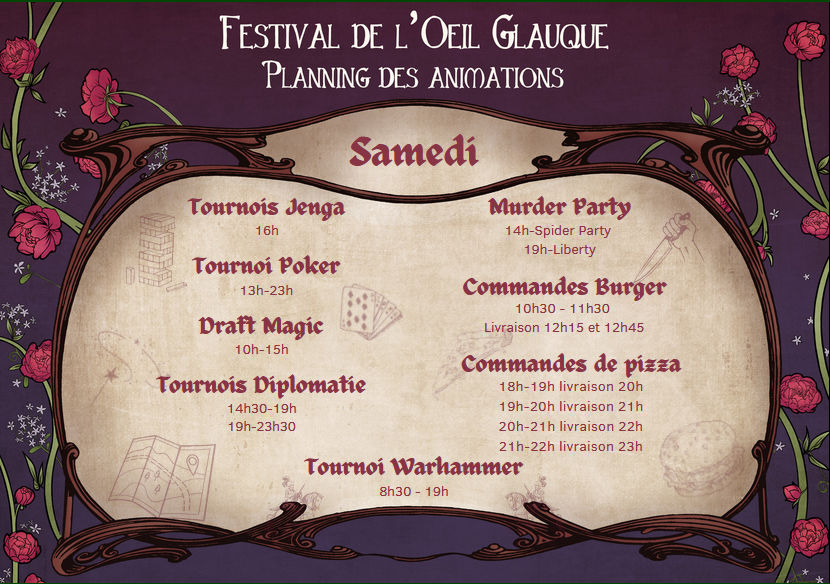 Festival de l'Oeil Glauque
Planning des animations
Samedi
Tournois Jenga
16h
Tournoi Poker
13h-23h
Draft Magic
10h-15h
Tournois Diplomatie
14h30-19h
19h-23h30
Murder Party
14h-Spider Party
19h-Liberty
Commandes Burger
10h30 - 11h30
Livraison 12h15 et 12h45
Commandes de pizza
18h-19h livraison 20h
19h-20h livraison 21h
20h-21h livraison 22h
21h-22h livraison 23h
Tournoi Warhammer
8h30 - 19h